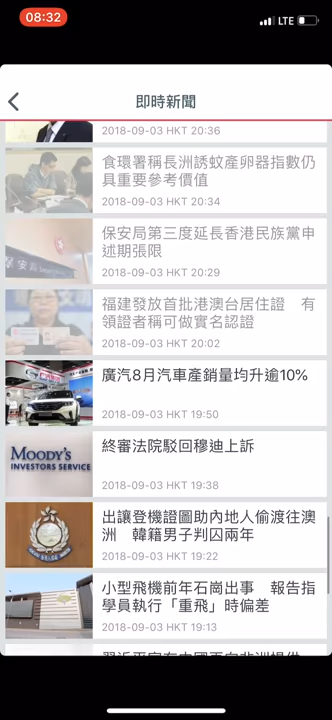 08:32
LTE
即時新聞
2018-09-03 HKT 20:36
食環署稱長洲誘蚊產卵器指數仍
具重要參考價值
2018-09-03 HKT 20:34
保安局第三度延長香港民族黨申
述期張限
2018-09-03 HKT 20:29
福建發放首批港澳台居住證　有
領證者稱可做實名認證
2018-09-03 HKT 20:02
廣汽8月汽車產銷量均升逾10%
2018-09-03 HKT 19:50
MOODY'S
INVESTORS SERVICE
終審法院駁回穆迪上訴
2018-09-03 HKT 19:38
出讓登機證圖助內地人偷渡往澳
洲　韓籍男子判囚兩年
2018-09-03 HKT 19:22
小型飛機前年石崗出事　報告指
學員執行「重飛」時偏差
2018-09-03 HKT 19:13